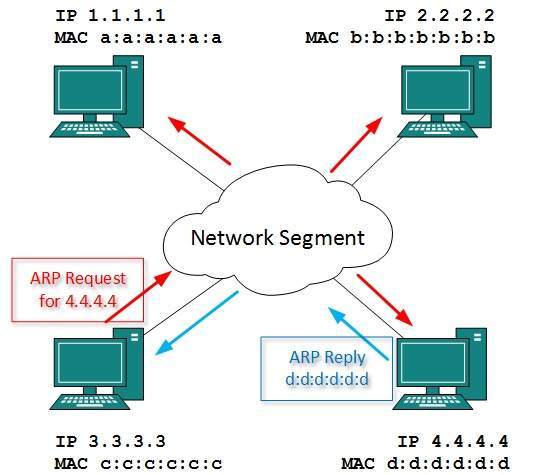 IP 1.1.1.1
MAC a:a:a:a:a:a
IP 2.2.2.2
MAC b:b:b:b:b:b:b
Network Segment
ARP Request
for 4.4.4.4
ARP Reply
d:d:d:d:d:d
IP 3.3.3.3
MAC c:c:c:c:c:c
IP 4.4.4.4
MAC d:d:d:d:d:d